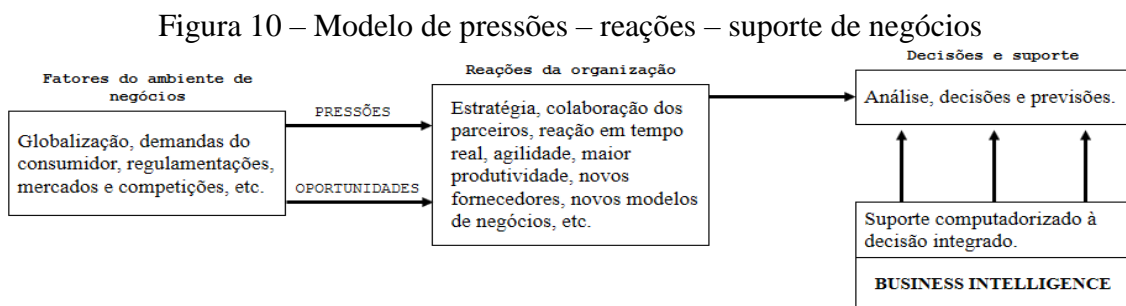 Figura 10 – Modelo de pressões – reações – suporte de negócios
Fatores do ambiente de
negócios
Globalização, demandas do
consumidor, regulamentações,
mercados e competições, etc.
PRESSÕES
OPORTUNIDADES
Reações da organização
Estratégia, colaboração dos
parceiros, reação em tempo
real, agilidade, maior
produtividade, novos
fornecedores, novos modelos
de negócios, etc.
Decisões e suporte
Análise, decisões e previsões.
Suporte computadorizado à
decisão integrado.
BUSINESS INTELLIGENCE